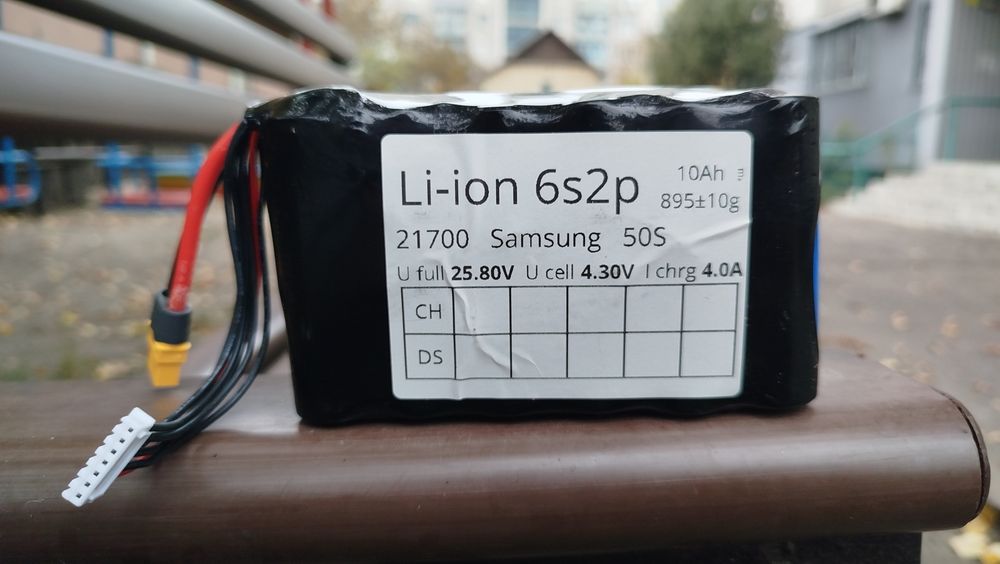 Li-ion 6s2p
10Ah
895±10g
21700 Samsung 50S
U full 25.80V U cell 4.30V I chrg 4.0A
CH
DS